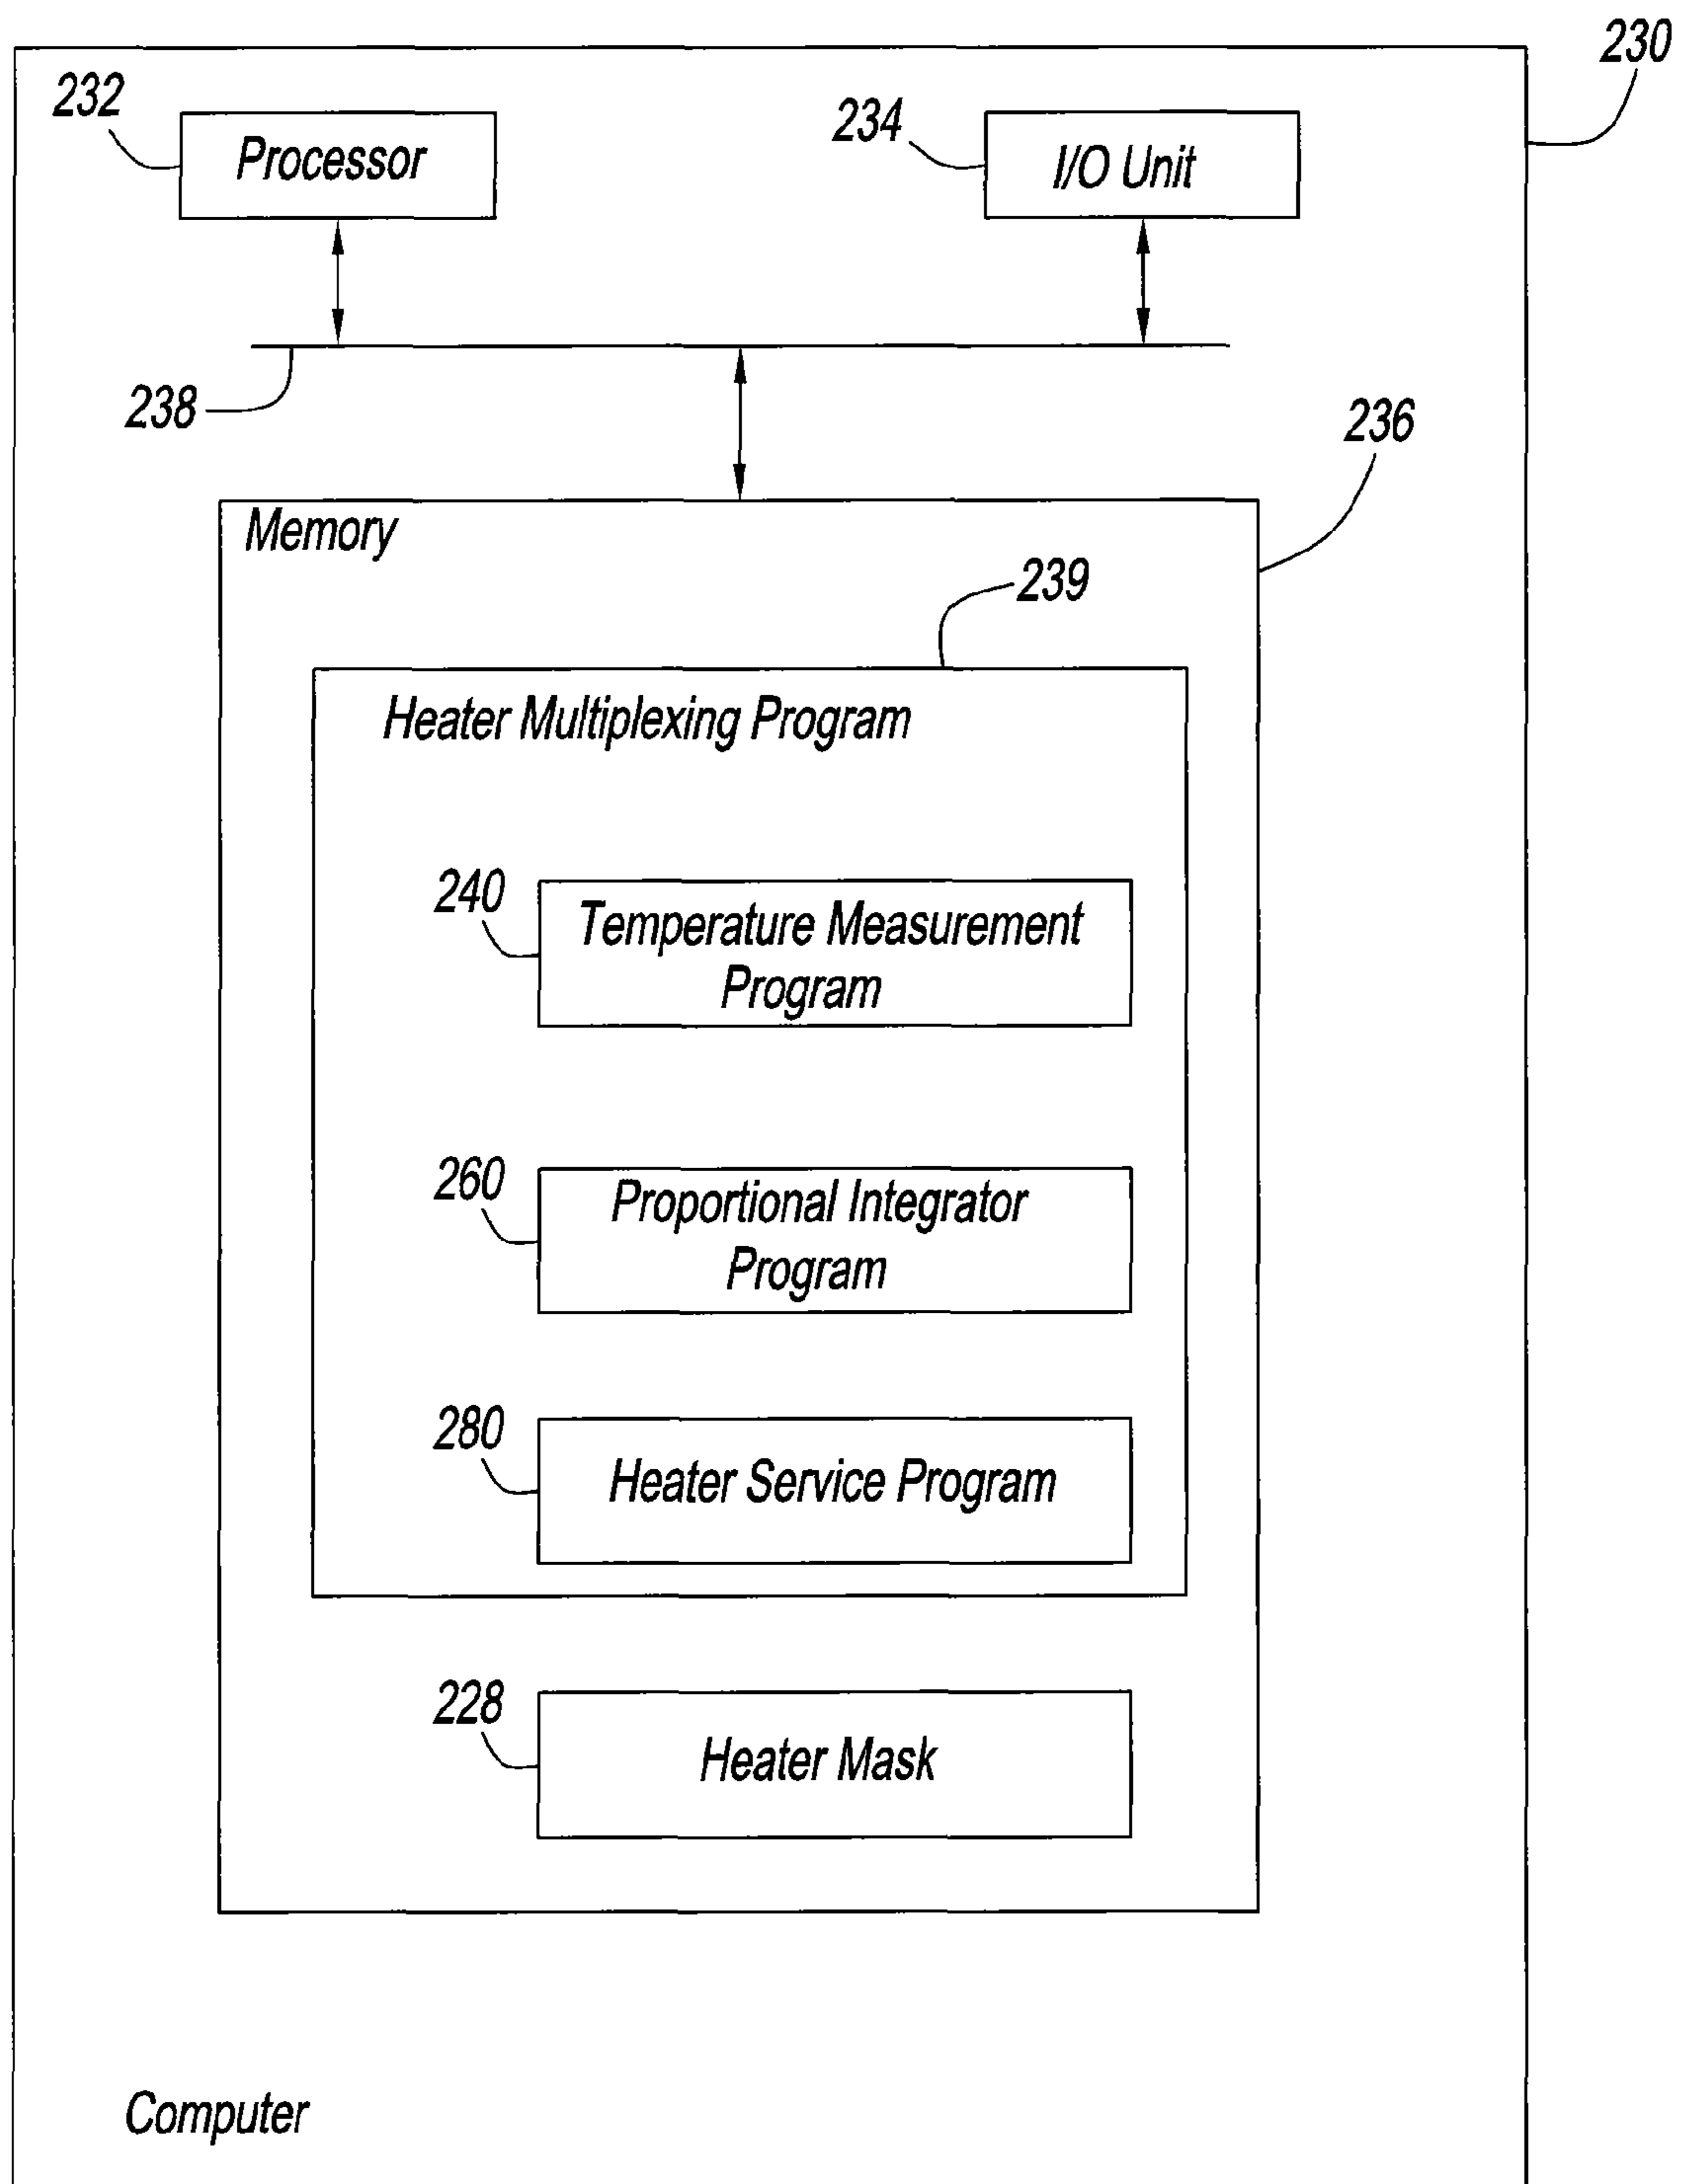 230
232
Processor
234
I/O Unit
238
236
Memory
239
Heater Multiplexing Program
240
Temperature Measurement
Program
260
Proportional Integrator
Program
280
Heater Service Program
228
Heater Mask
Computer